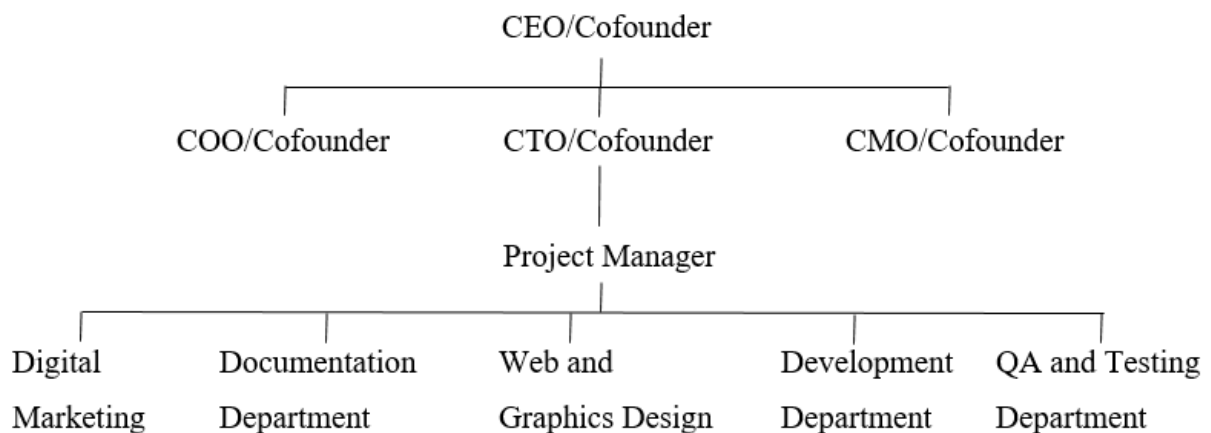 CEO/Cofounder
COO/Cofounder CTO/Cofounder CMO/Cofounder
Project Manager
Digital Documentation Web and Development QA and Testing
Marketing Department Graphics Design Department Department